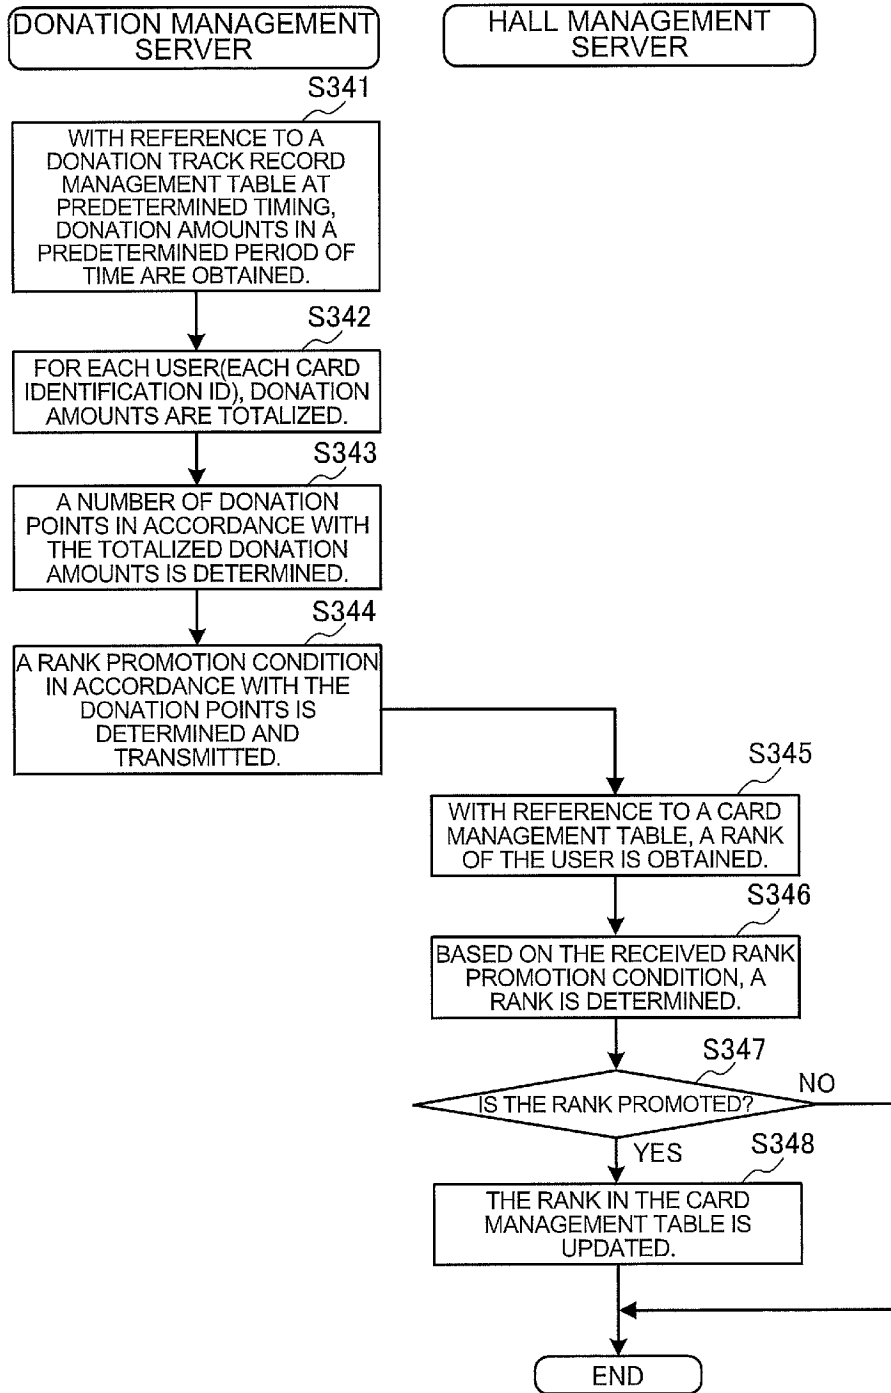 DONATION MANAGEMENT
SERVER
HALL MANAGEMENT
SERVER
S341
WITH REFERENCE TO A
DONATION TRACK RECORD
MANAGEMENT TABLE AT
PREDETERMINED TIMING,
DONATION AMOUNTS IN A
PREDETERMINED PERIOD OF
TIME ARE OBTAINED.
S342
FOR EACH USER(EACH CARD
IDENTIFICATION ID), DONATION
AMOUNTS ARE TOTALIZED.
S343
A NUMBER OF DONATION
POINTS IN ACCORDANCE WITH
THE TOTALIZED DONATION
AMOUNTS IS DETERMINED.
S344
A RANK PROMOTION CONDITION
IN ACCORDANCE WITH THE
DONATION POINTS IS
DETERMINED AND
TRANSMITTED.
S345
WITH REFERENCE TO A CARD
MANAGEMENT TABLE, A RANK
OF THE USER IS OBTAINED.
S346
BASED ON THE RECEIVED RANK
PROMOTION CONDITION, A
RANK IS DETERMINED.
S347
IS THE RANK PROMOTED?
NO
YES
S348
THE RANK IN THE CARD
MANAGEMENT TABLE IS
UPDATED.
END